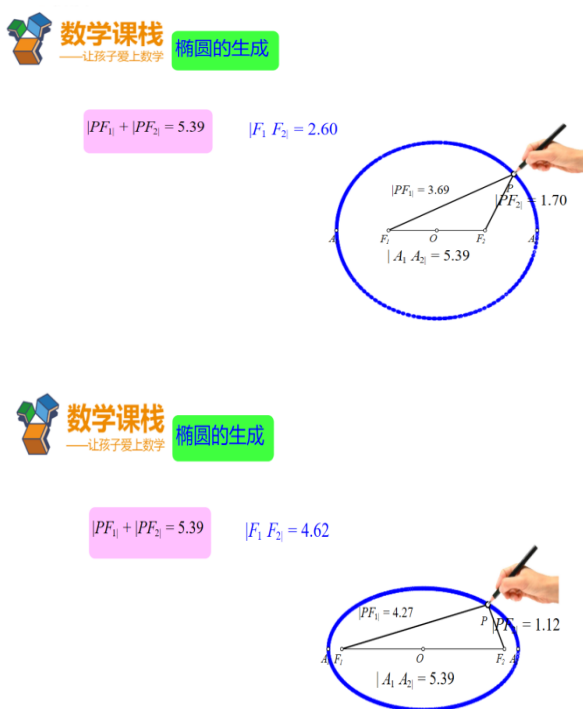 数学课栈
——让孩子爱上数学
椭圆的生成
|PF₁| + |PF₂| = 5.39
|F₁ F₂| = 2.60
|PF₁| = 3.69
P
|PF₂| = 1.70
A
F₁
O
F₂
A
| A₁ A₂| = 5.39
数学课栈
——让孩子爱上数学
椭圆的生成
|PF₁| + |PF₂| = 5.39
|F₁ F₂| = 4.62
|PF₁| = 4.27
P
|PF₂| = 1.12
A
F₁
O
F₂
A
| A₁ A₂| = 5.39